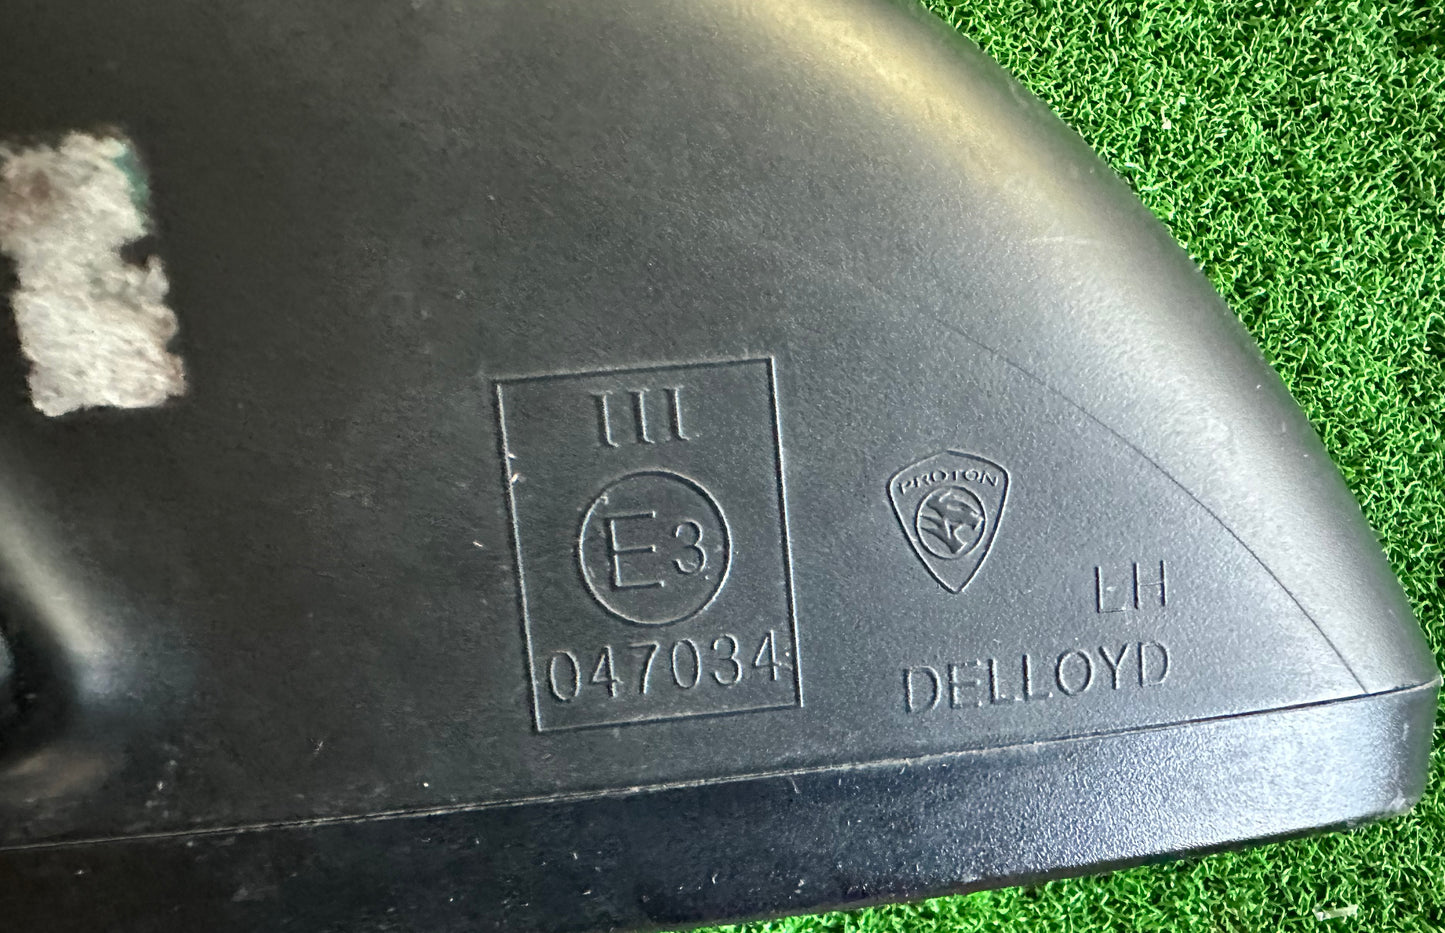 III
E3
047034
PROTON
LH
DELLOYD